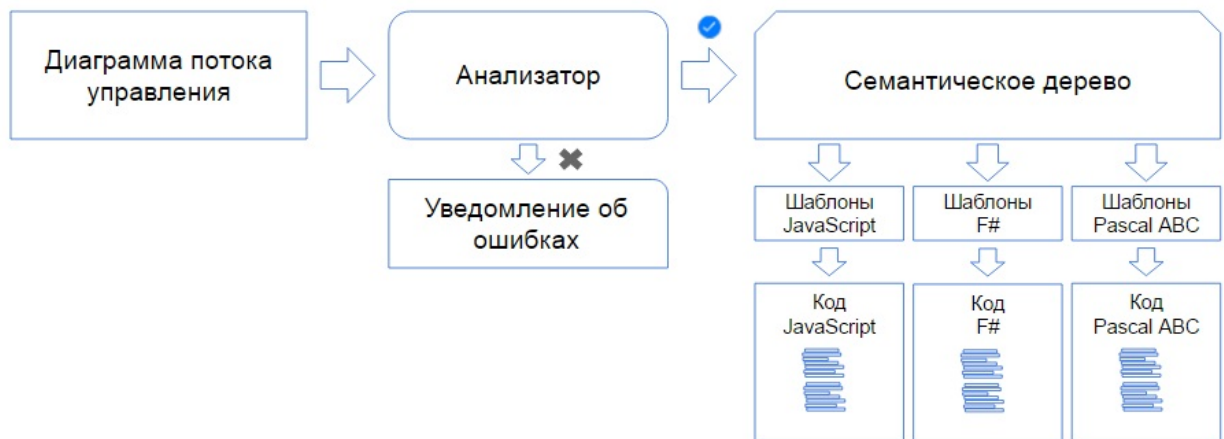 Диаграмма потока
управления
Анализатор
Семантическое дерево
Уведомление об
ошибках
Шаблоны
JavaScript
Шаблоны
F#
Шаблоны
Pascal ABC
Код
JavaScript
Код
F#
Код
Pascal ABC